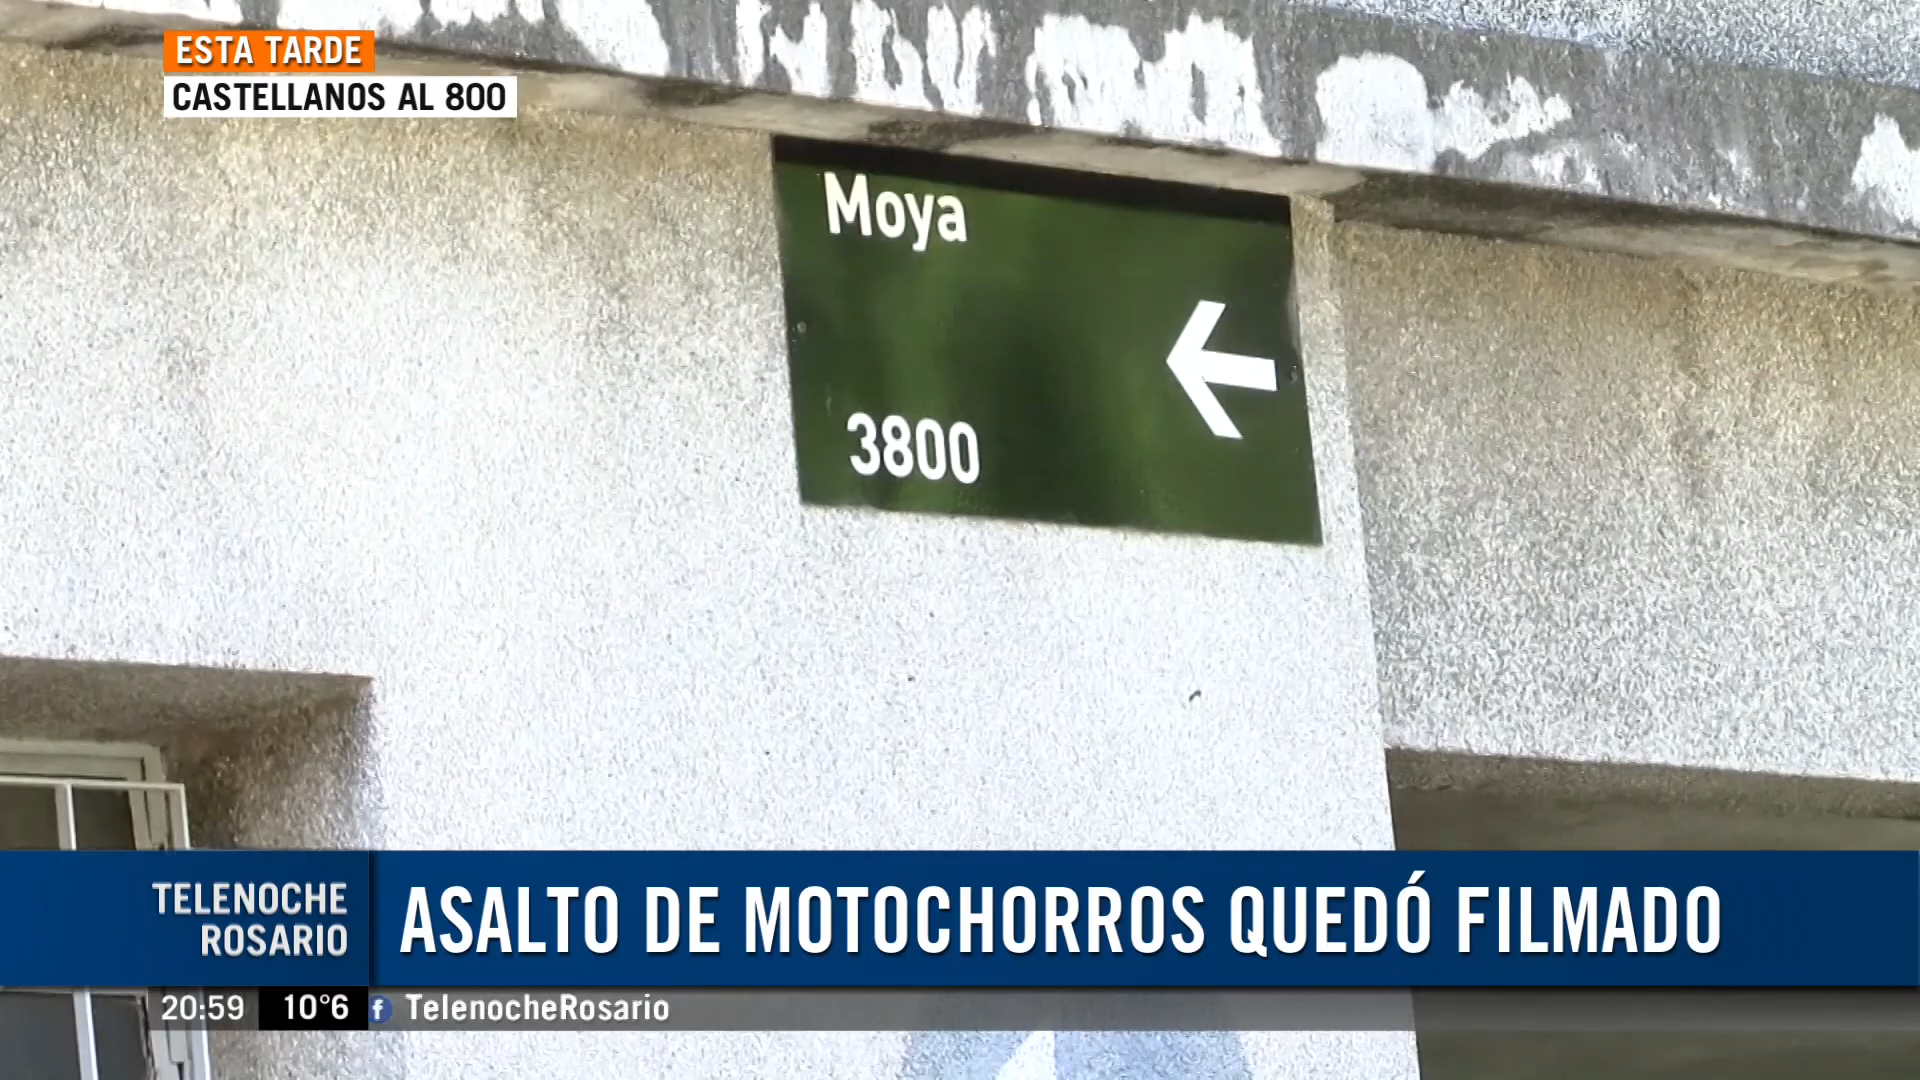 ESTA TARDE
CASTELLANOS AL 800
Moya
3800
TELENOCHE
ROSARIO
ASALTO DE MOTOCHORROS QUEDÓ FILMADO
20:59 10°6 TelenocheRosario